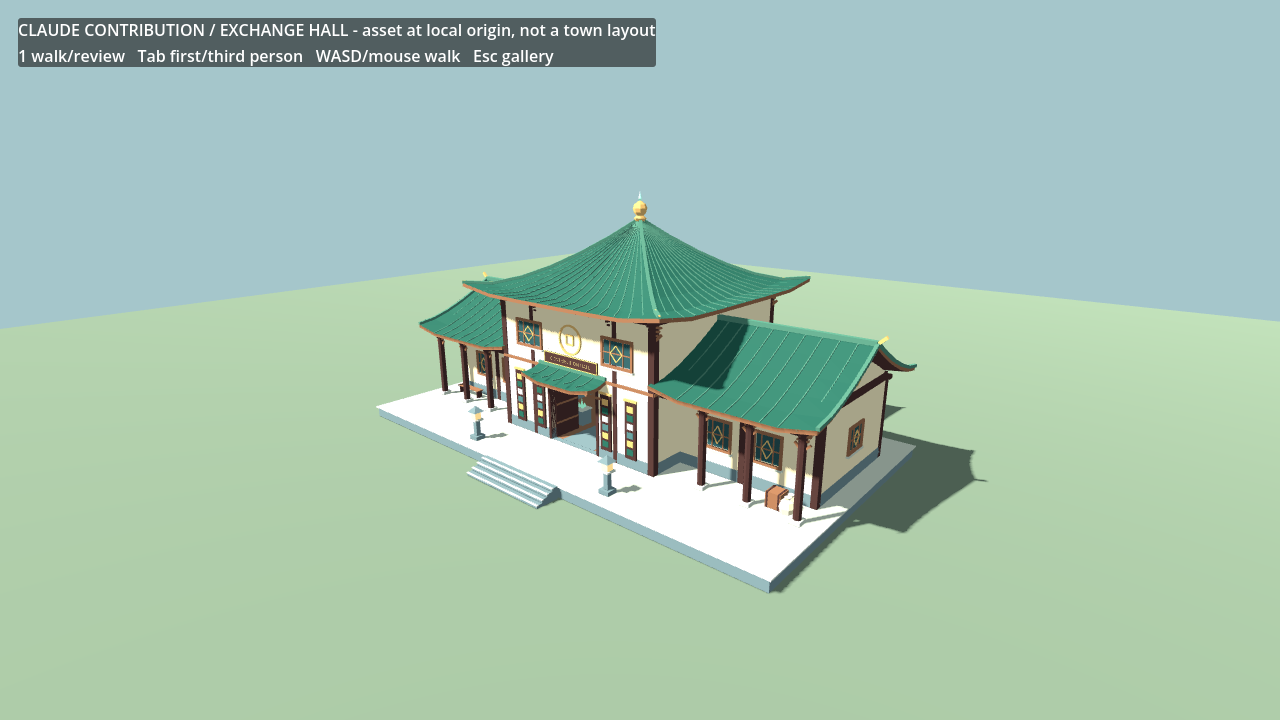 CLAUDE CONTRIBUTION / EXCHANGE HALL - asset at local origin, not a town layout
1 walk/review Tab first/third person WASD/mouse walk Esc gallery